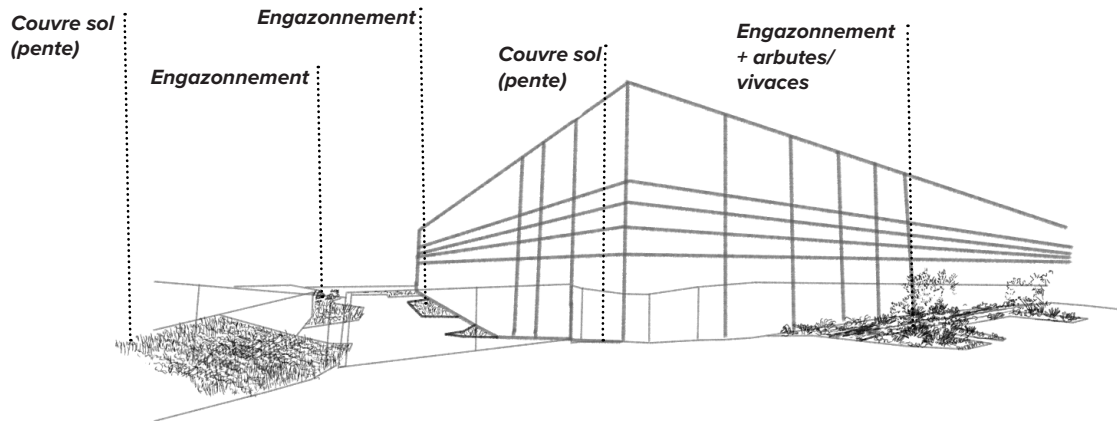 Couvre sol
(pente)
Engazonnement
Engazonnement
Couvre sol
(pente)
Engazonnement
+ arbutes/
vivaces